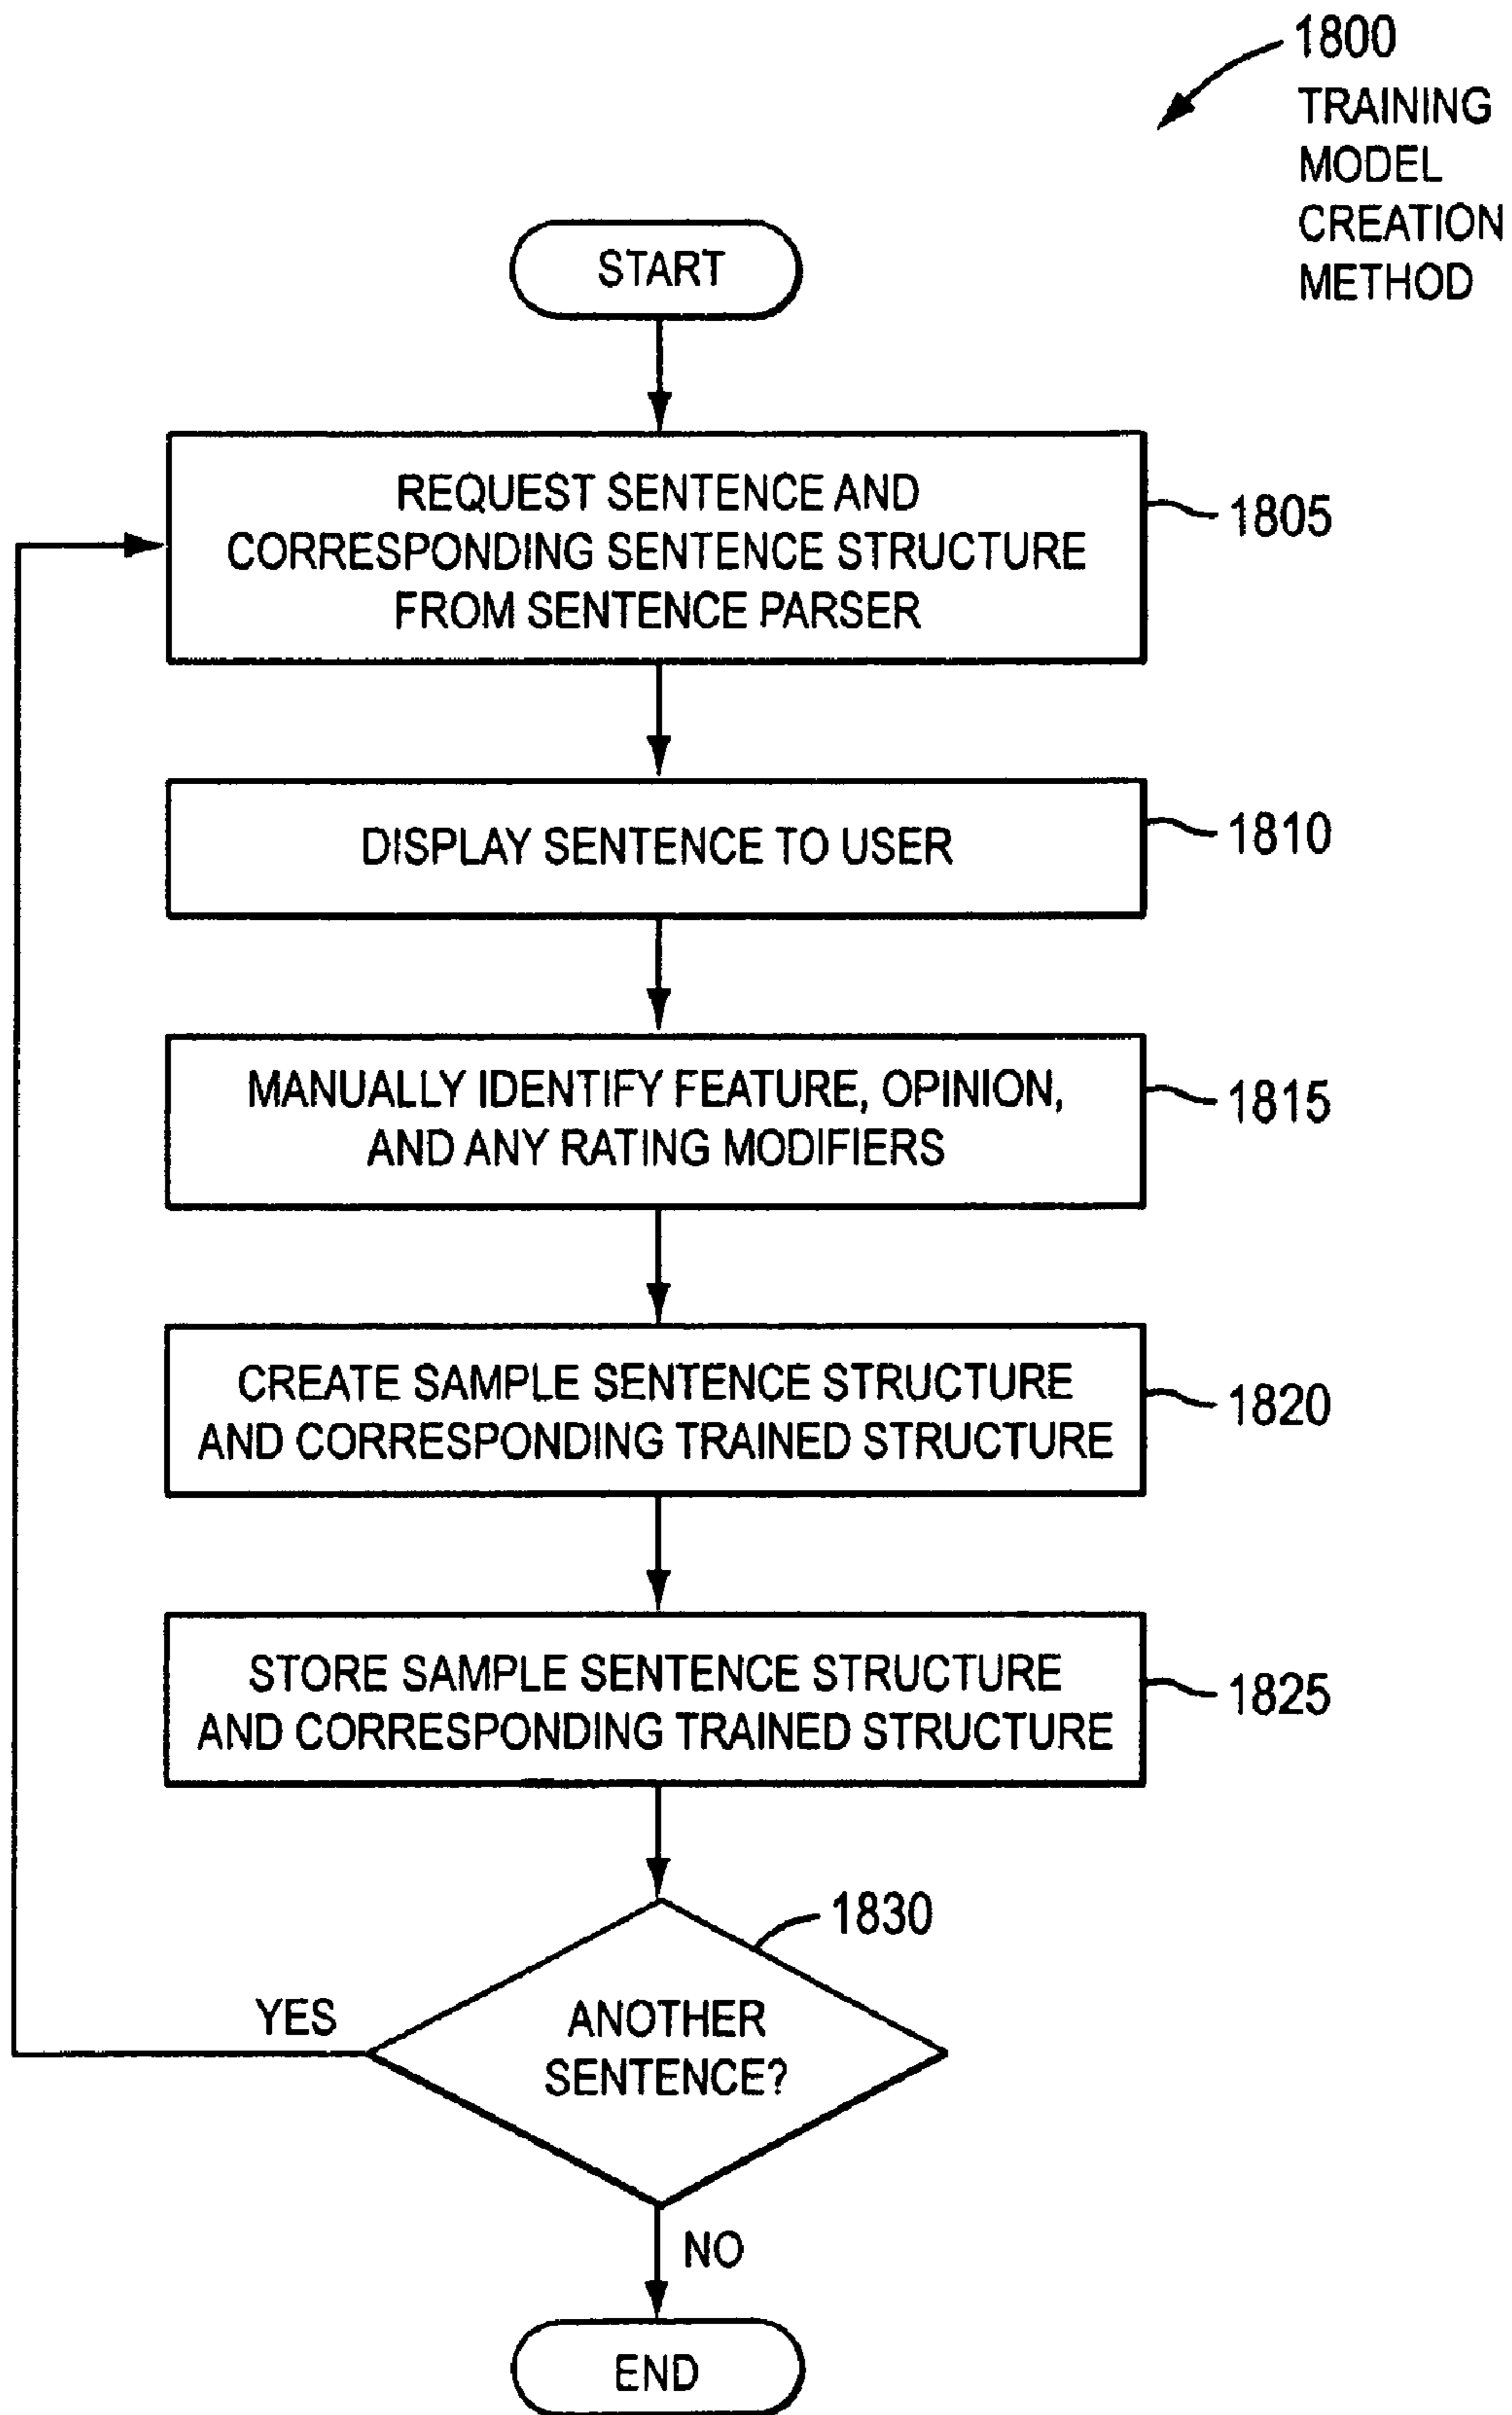 1800
TRAINING
MODEL
CREATION
METHOD
START
REQUEST SENTENCE AND
CORRESPONDING SENTENCE STRUCTURE
FROM SENTENCE PARSER
1805
DISPLAY SENTENCE TO USER
1810
MANUALLY IDENTIFY FEATURE, OPINION,
AND ANY RATING MODIFIERS
1815
CREATE SAMPLE SENTENCE STRUCTURE
AND CORRESPONDING TRAINED STRUCTURE
1820
STORE SAMPLE SENTENCE STRUCTURE
AND CORRESPONDING TRAINED STRUCTURE
1825
1830
YES
ANOTHER
SENTENCE?
NO
END